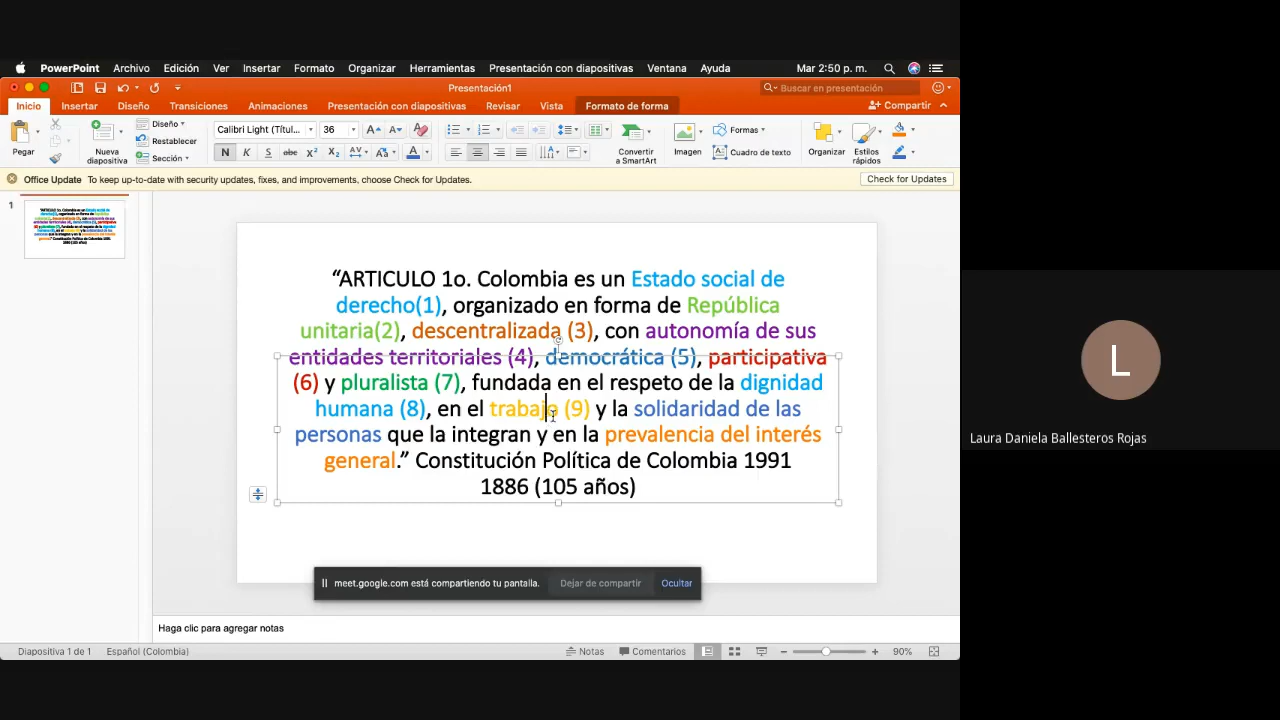 PowerPoint Archivo Edición Ver Insertar Formato Organizar Herramientas Presentación con diapositivas Ventana Ayuda Mar 2:50 p. m.
Presentación1
Buscar en presentación
Inicio Insertar Diseño Transiciones Animaciones Presentación con diapositivas Revisar Vista Formato de forma Compartir
Pegar
Nueva diapositiva
Diseño
Restablecer
Sección
Calibri Light (Títul... 36
N K S abc X² X₂ AV Aa A
Convertir a SmartArt
Imagen
Formas
Cuadro de texto
Organizar
Estilos rápidos
Office Update To keep up-to-date with security updates, fixes, and improvements, choose Check for Updates. Check for Updates
1
“ARTICULO 1o. Colombia es un Estado social de
derecho(1), organizado en forma de República
unitaria(2), descentralizada (3), con autonomía de sus
entidades territoriales (4), democrática (5), participativa
(6) y pluralista (7), fundada en el respeto de la dignidad
humana (8), en el trabajo (9) y la solidaridad de las
personas que la integran y en la prevalencia del interés
general.” Constitución Política de Colombia 1991
1886 (105 años)
meet.google.com está compartiendo tu pantalla. Dejar de compartir Ocultar
Haga clic para agregar notas
Diapositiva 1 de 1 Español (Colombia) Notas Comentarios 90%
L
Laura Daniela Ballesteros Rojas